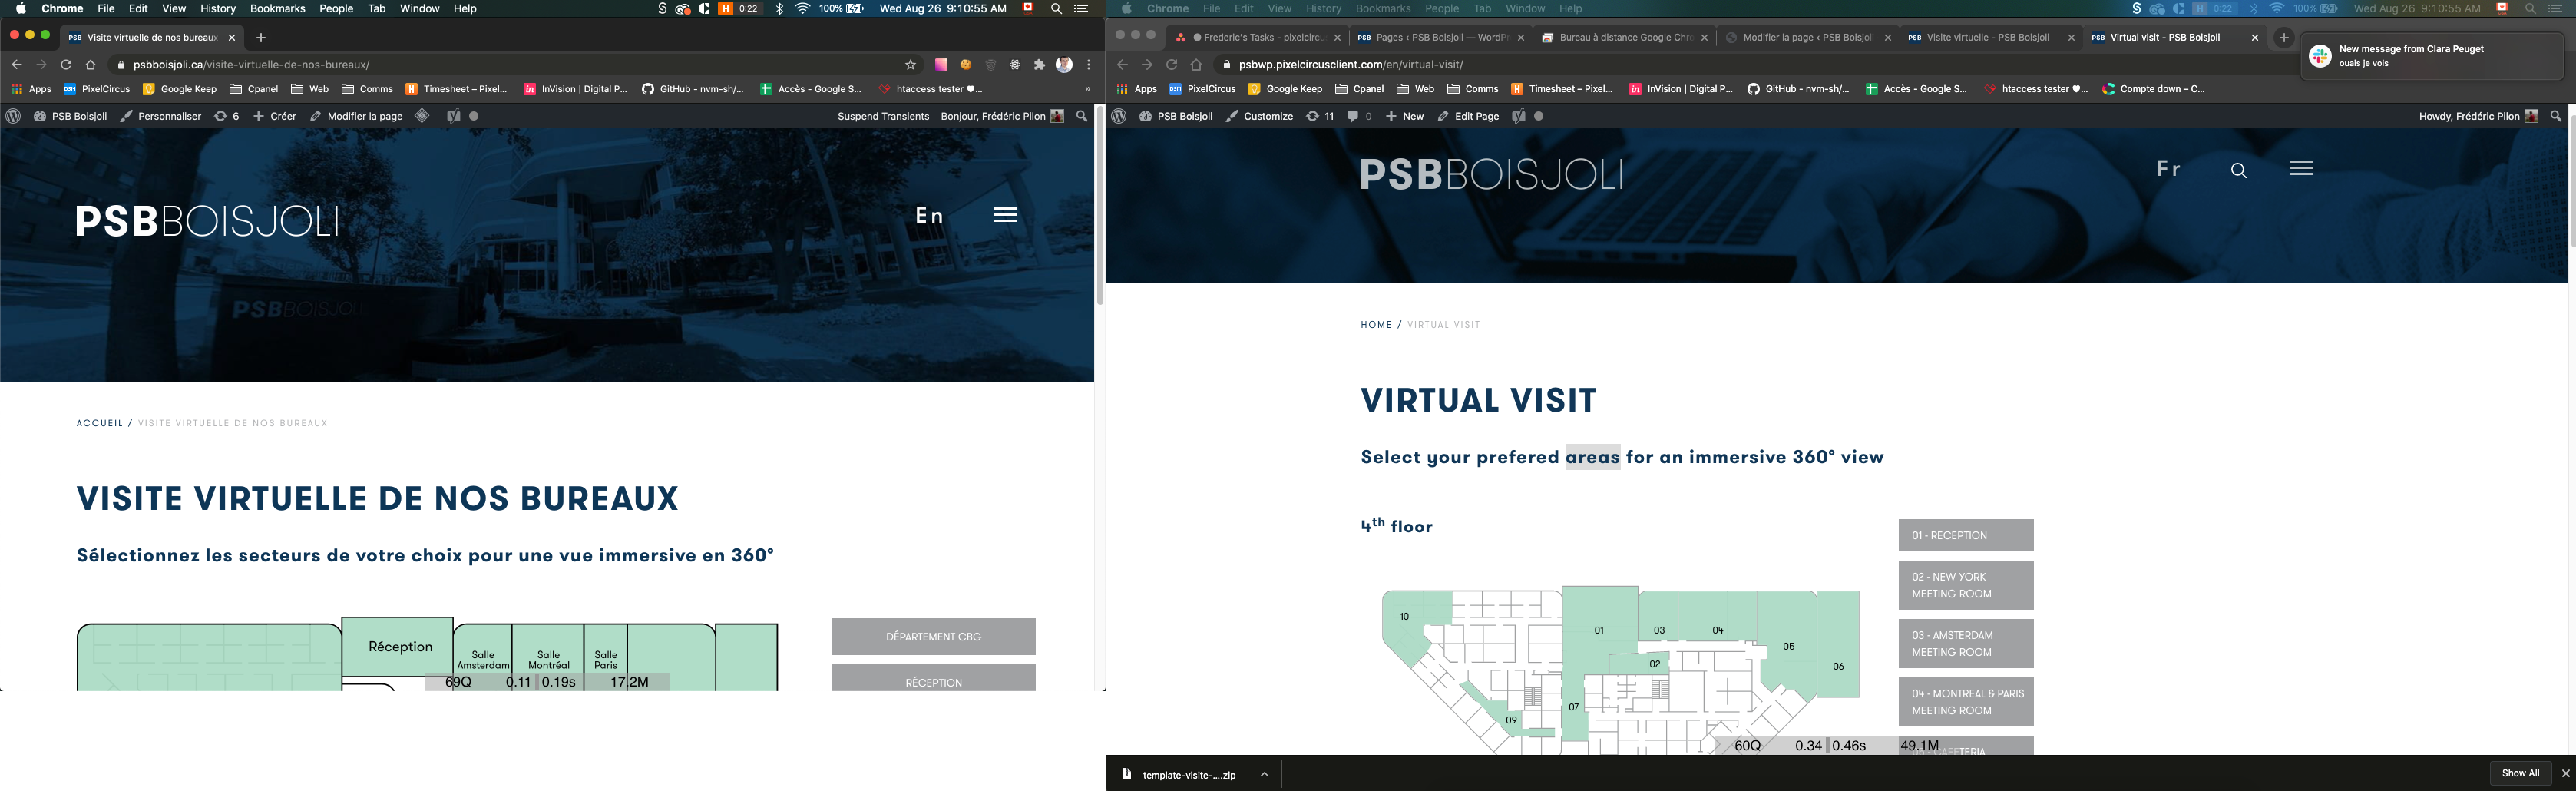 Chrome File Edit View History Bookmarks People Tab Window Help
H 0:22 100% Wed Aug 26 9:10:55 AM
PSB Visite virtuelle de nos bureaux
psbboisjoli.ca/visite-virtuelle-de-nos-bureaux/
Apps PixelCircus Google Keep Cpanel Web Comms Timesheet – Pixel... InVision | Digital P... GitHub - nvm-sh/... Accès - Google S... htaccess tester ♥... »
PSB Boisjoli Personnaliser 6 Créer Modifier la page Suspend Transients Bonjour, Frédéric Pilon
PSBBOISJOLI
En
PSBBOISJOLI
ACCUEIL / VISITE VIRTUELLE DE NOS BUREAUX
VISITE VIRTUELLE DE NOS BUREAUX
Sélectionnez les secteurs de votre choix pour une vue immersive en 360°
Réception
Salle Amsterdam
Salle Montréal
Salle Paris
DÉPARTEMENT CBG
RÉCEPTION
69Q 0.11 0.19s 17.2M
Chrome File Edit View History Bookmarks People Tab Window Help
H 0:22 100% Wed Aug 26 9:10:55 AM
Frederic's Tasks - pixelcircu
PSB Pages ‹ PSB Boisjoli — WordPr
Bureau à distance Google Chro
Modifier la page ‹ PSB Boisjoli
PSB Visite virtuelle - PSB Boisjoli
PSB Virtual visit - PSB Boisjoli
New message from Clara Peuget
ouais je vois
psbwp.pixelcircusclient.com/en/virtual-visit/
Apps PixelCircus Google Keep Cpanel Web Comms Timesheet – Pixel... InVision | Digital P... GitHub - nvm-sh/... Accès - Google S... htaccess tester ♥... Compte down – C...
PSB Boisjoli Customize 11 0 New Edit Page Howdy, Frédéric Pilon
PSBBOISJOLI
Fr
HOME / VIRTUAL VISIT
VIRTUAL VISIT
Select your prefered areas for an immersive 360° view
4th floor
10
01
03
04
02
05
06
07
09
01 - RECEPTION
02 - NEW YORK
MEETING ROOM
03 - AMSTERDAM
MEETING ROOM
04 - MONTREAL & PARIS
MEETING ROOM
60Q 0.34 0.46s 49.1M
template-visite-....zip
Show All